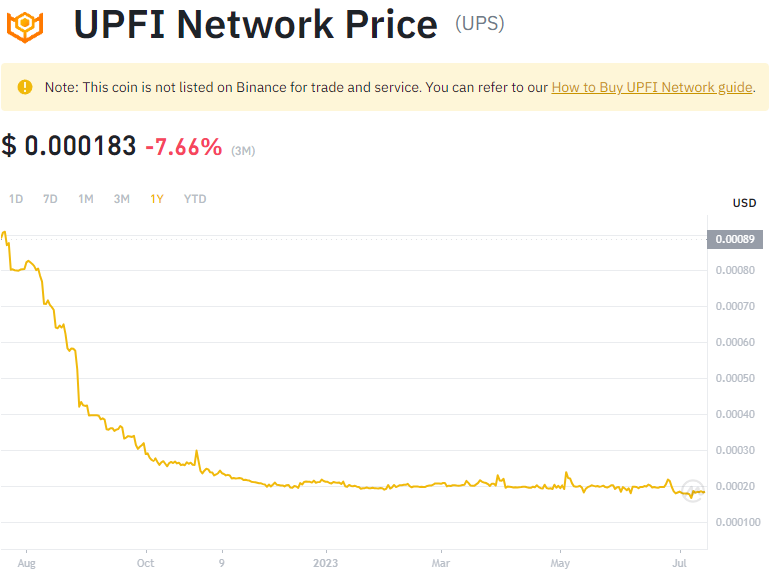 UPFI Network Price (UPS)
Note: This coin is not listed on Binance for trade and service. You can refer to our How to Buy UPFI Network guide.
$ 0.000183 -7.66% (3M)
1D 7D 1M 3M 1Y YTD
USD
0.00089
0.00080
0.00070
0.00060
0.00050
0.00040
0.00030
0.00020
0.000100
Aug Oct 9 2023 Mar May Jul